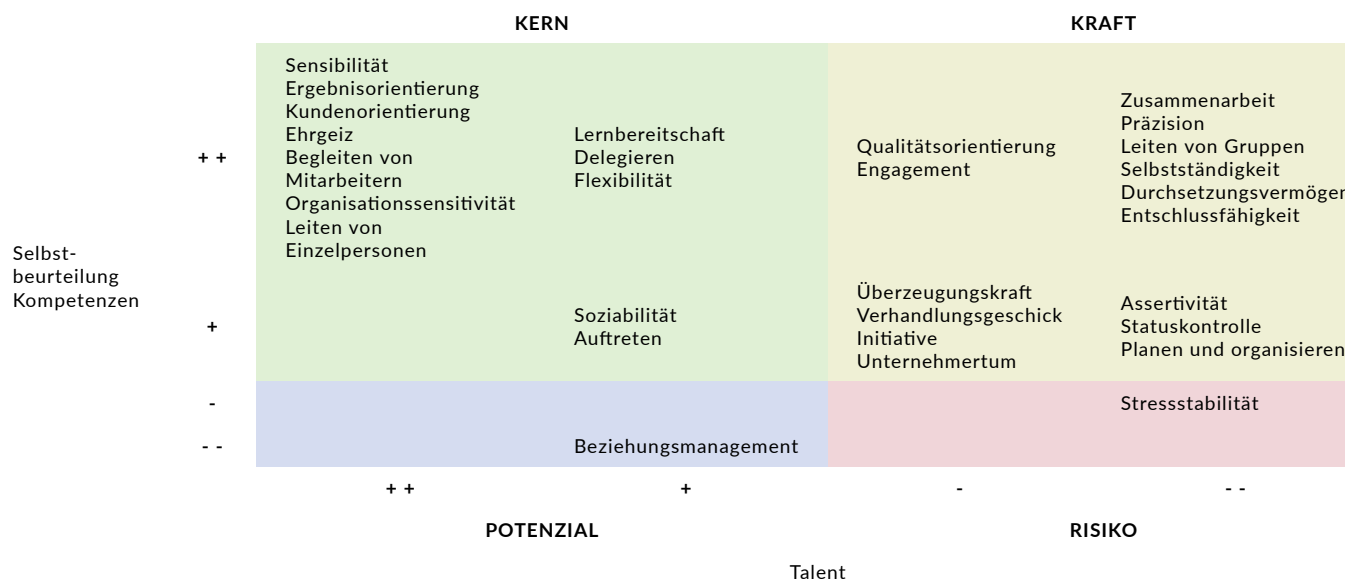 KERN
KRAFT
Sensibilität
Ergebnisorientierung
Kundenorientierung
Ehrgeiz
Begleiten von
Mitarbeitern
Organisationssensitivität
Leiten von
Einzelpersonen
Lernbereitschaft
Delegieren
Flexibilität
Qualitätsorientierung
Engagement
Zusammenarbeit
Präzision
Leiten von Gruppen
Selbstständigkeit
Durchsetzungsvermögen
Entschlussfähigkeit
+ +
Selbst-
beurteilung
Kompetenzen
+
Soziabilität
Auftreten
Überzeugungskraft
Verhandlungsgeschick
Initiative
Unternehmertum
Assertivität
Statuskontrolle
Planen und organisieren
-
Stressstabilität
- -
Beziehungsmanagement
+ +
+
-
- -
POTENZIAL
RISIKO
Talent